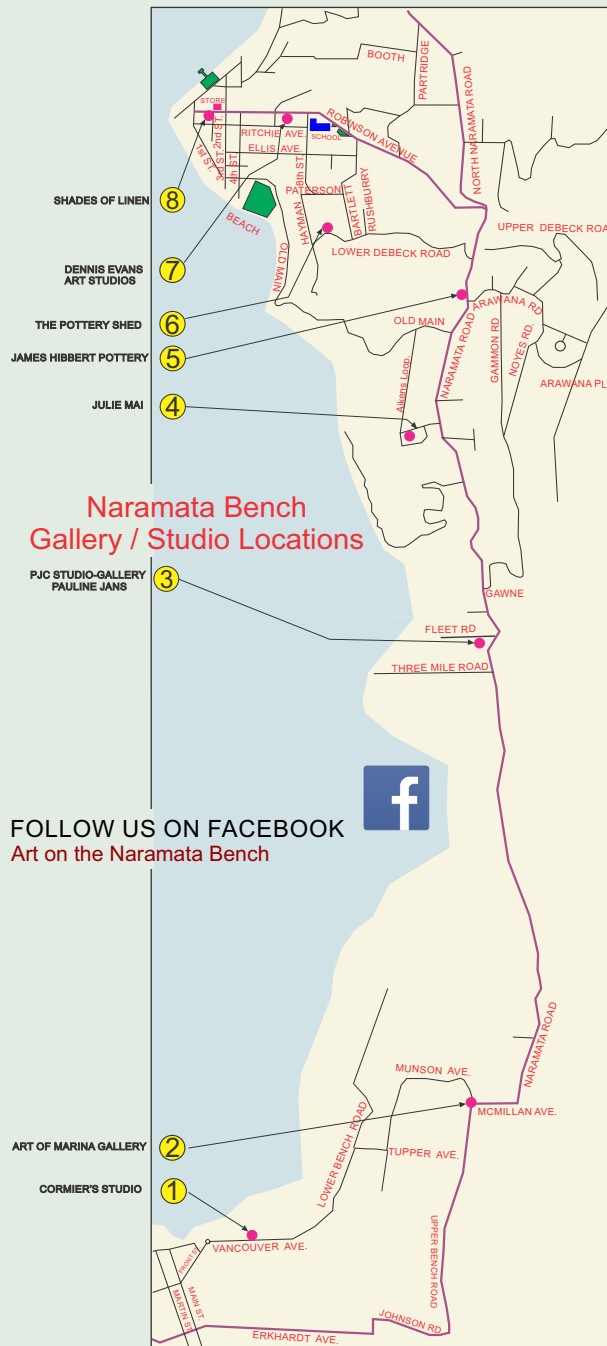 BOOTH
PARTRIDGE
STORE
ROBINSON AVENUE
NORTH NARAMATA ROAD
RITCHIE AVE.
SCHOOL
ELLIS AVE.
1st ST.
2nd ST.
3rd ST.
4th ST.
8th ST.
PATERSON
HAYMAN
BARTLETT
RUSHBURRY
BEACH
SHADES OF LINEN
8
UPPER DEBECK ROA
LOWER DEBECK ROAD
OLD MAIN
DENNIS EVANS
ART STUDIOS
7
THE POTTERY SHED
6
ARAWANA RD
OLD MAIN
NARAMATA ROAD
GAMMON RD
NOYES RD.
JAMES HIBBERT POTTERY
5
ARAWANA PL
Aikens Loop
JULIE MAI
4
Naramata Bench
Gallery / Studio Locations
PJC STUDIO-GALLERY
PAULINE JANS
3
GAWNE
FLEET RD
THREE MILE ROAD
f
FOLLOW US ON FACEBOOK
Art on the Naramata Bench
NARAMATA ROAD
MUNSON AVE.
MCMILLAN AVE.
LOWER BENCH ROAD
ART OF MARINA GALLERY
2
TUPPER AVE.
CORMIER'S STUDIO
1
VANCOUVER AVE.
FRONT ST
UPPER BENCH ROAD
MAIN ST.
MARTIN ST
JOHNSON RD
ERKHARDT AVE.